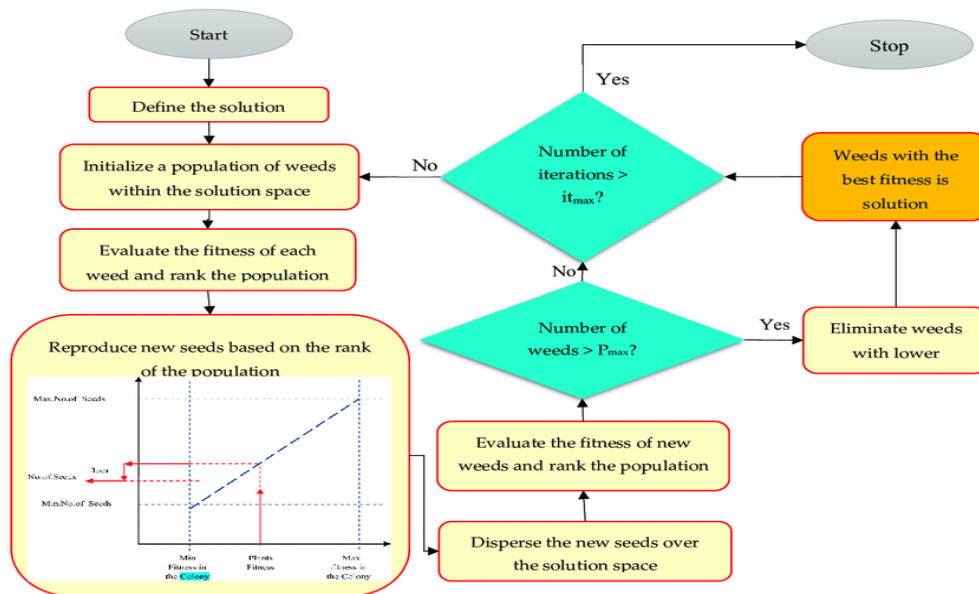 Start
Define the solution
Initialize a population of weeds
within the solution space
Evaluate the fitness of each
weed and rank the population
Reproduce new seeds based on the rank
of the population
Max.No.of Seeds
floor
No.of.Seeds
Min.No.of Seeds
Min
Fitness in
the Colony
Plants
Fitness
Max
fitness in
the Colony
Disperse the new seeds over
the solution space
Evaluate the fitness of new
weeds and rank the population
Number of
weeds > Pmax?
Yes
Eliminate weeds
with lower
Weeds with the
best fitness is
solution
No
Number of
iterations >
itmax?
No
Yes
Stop